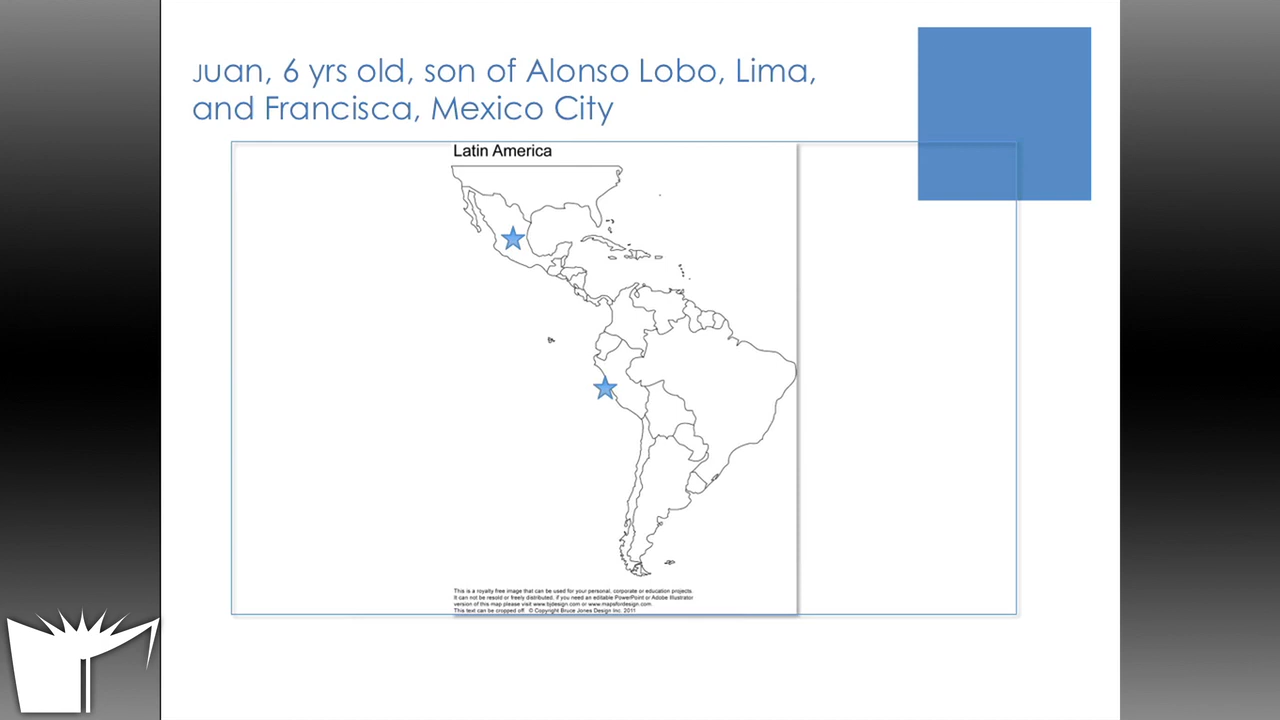 Juan, 6 yrs old, son of Alonso Lobo, Lima,
and Francisca, Mexico City
Latin America
This is a royalty free image that can be used for your personal, corporate or education projects.
It can not be resold or freely distributed. If you need an editable PowerPoint or Adobe Illustrator
version of this map please visit www.bjdesign.com or www.mapsfordesign.com.
This text can be cropped off. © Copyright Bruce Jones Design Inc. 2011